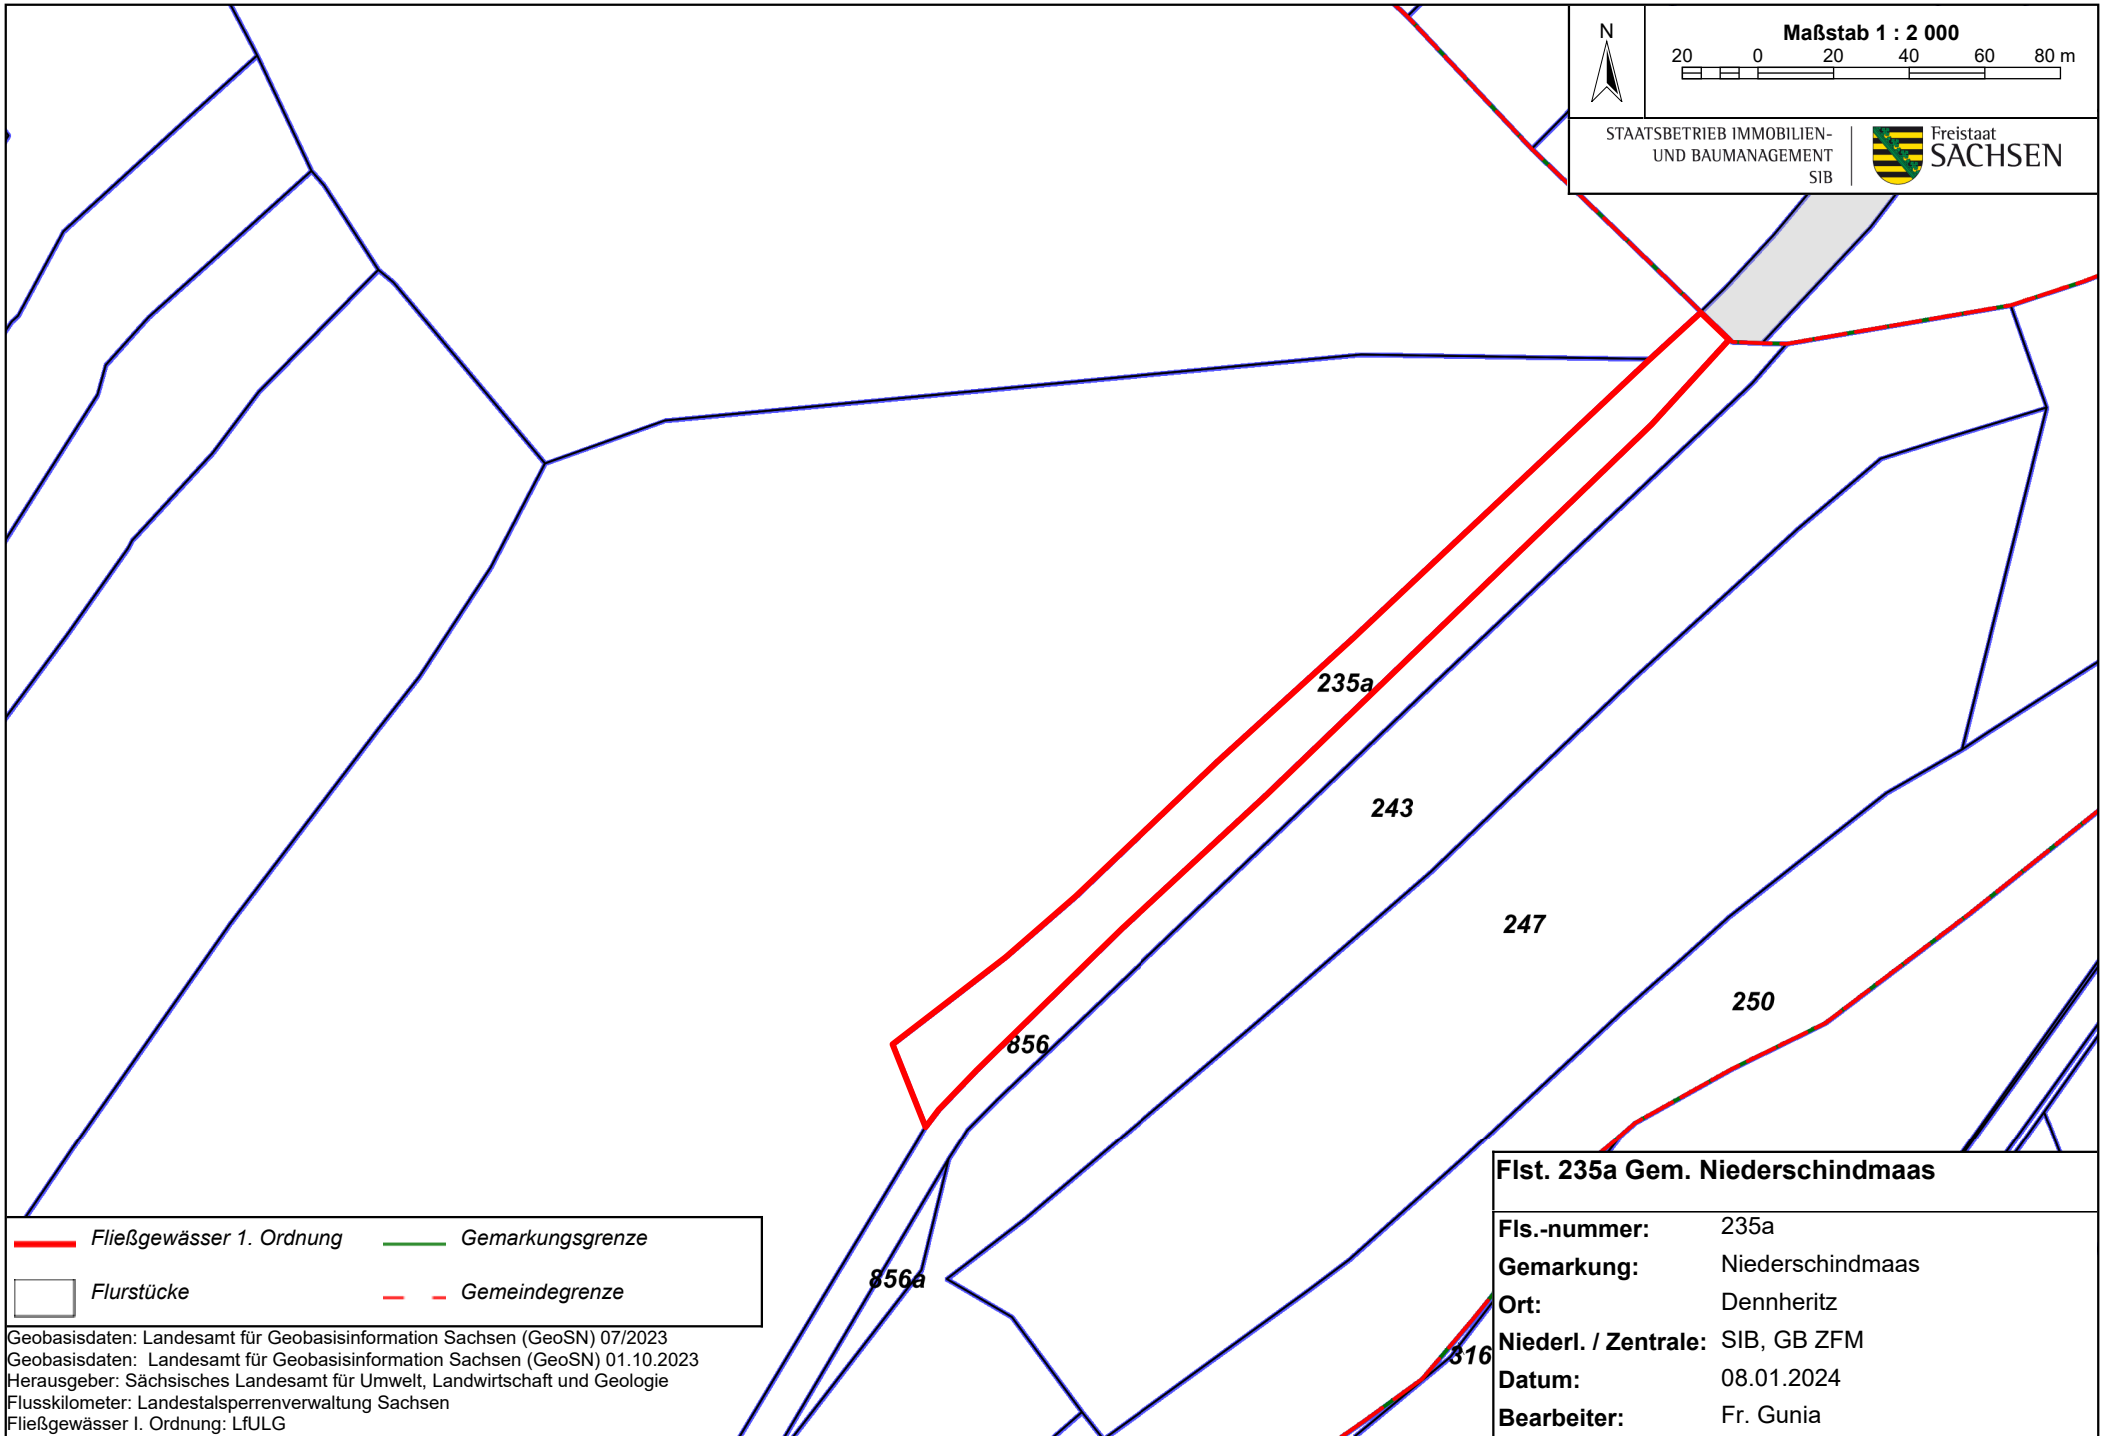 N
Maßstab 1 : 2 000
20 0 20 40 60 80 m
STAATSBETRIEB IMMOBILIEN-
UND BAUMANAGEMENT
SIB
Freistaat
SACHSEN
235a
243
247
250
856
856a
316
Flst. 235a Gem. Niederschindmaas
Fls.-nummer: 235a
Gemarkung: Niederschindmaas
Ort: Dennheritz
Niederl. / Zentrale: SIB, GB ZFM
Datum: 08.01.2024
Bearbeiter: Fr. Gunia
Fließgewässer 1. Ordnung Gemarkungsgrenze
Flurstücke Gemeindegrenze
Geobasisdaten: Landesamt für Geobasisinformation Sachsen (GeoSN) 07/2023
Geobasisdaten: Landesamt für Geobasisinformation Sachsen (GeoSN) 01.10.2023
Herausgeber: Sächsisches Landesamt für Umwelt, Landwirtschaft und Geologie
Flusskilometer: Landestalsperrenverwaltung Sachsen
Fließgewässer I. Ordnung: LfULG